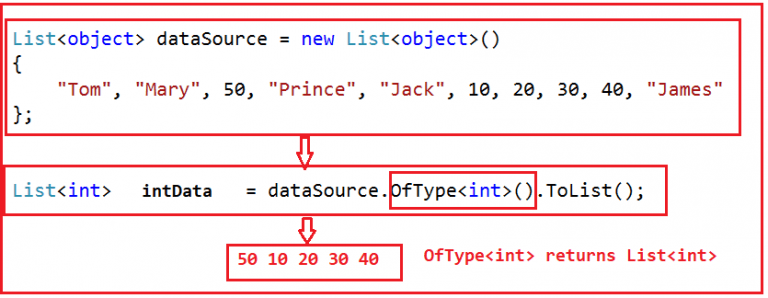 List<object> dataSource = new List<object>()
{
"Tom", "Mary", 50, "Prince", "Jack", 10, 20, 30, 40, "James"
};
List<int> intData = dataSource.OfType<int>().ToList();
50 10 20 30 40 OfType<int> returns List<int>